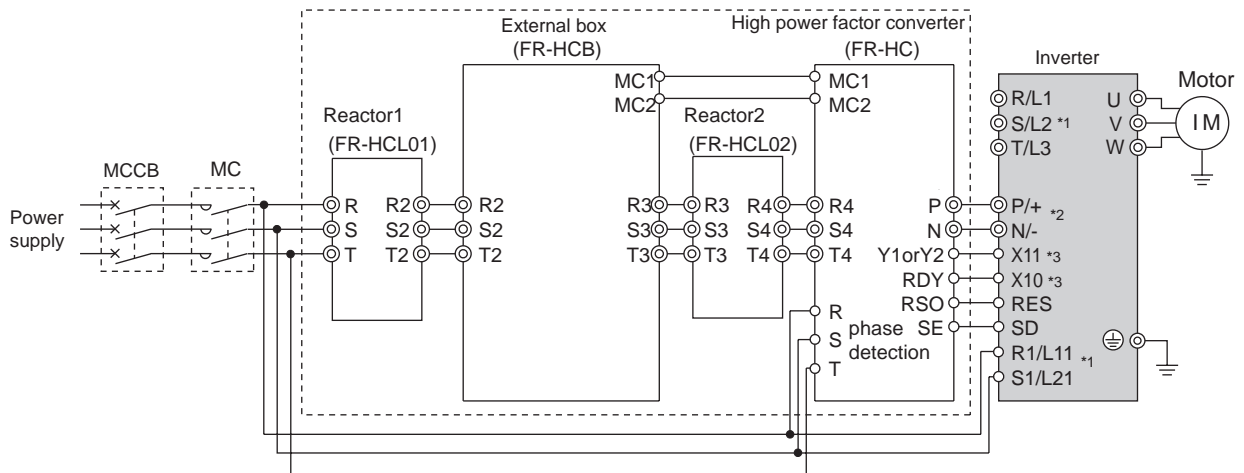 External box
(FR-HCB)
High power factor converter
(FR-HC)
Inverter
Motor
MC1
MC2
MC1
MC2
R/L1
S/L2 *1
T/L3
U
V
W
IM
Reactor1
(FR-HCL01)
Reactor2
(FR-HCL02)
MCCB
MC
Power
supply
R R2 R2 R3 R3 R4 R4 P P/+ *2
S S2 S2 S3 S3 S4 S4 N N/-
T T2 T2 T3 T3 T4 T4 Y1orY2 X11 *3
RDY X10 *3
RSO RES
SE SD
R
S
T
phase
detection
R1/L11 *1
S1/L21